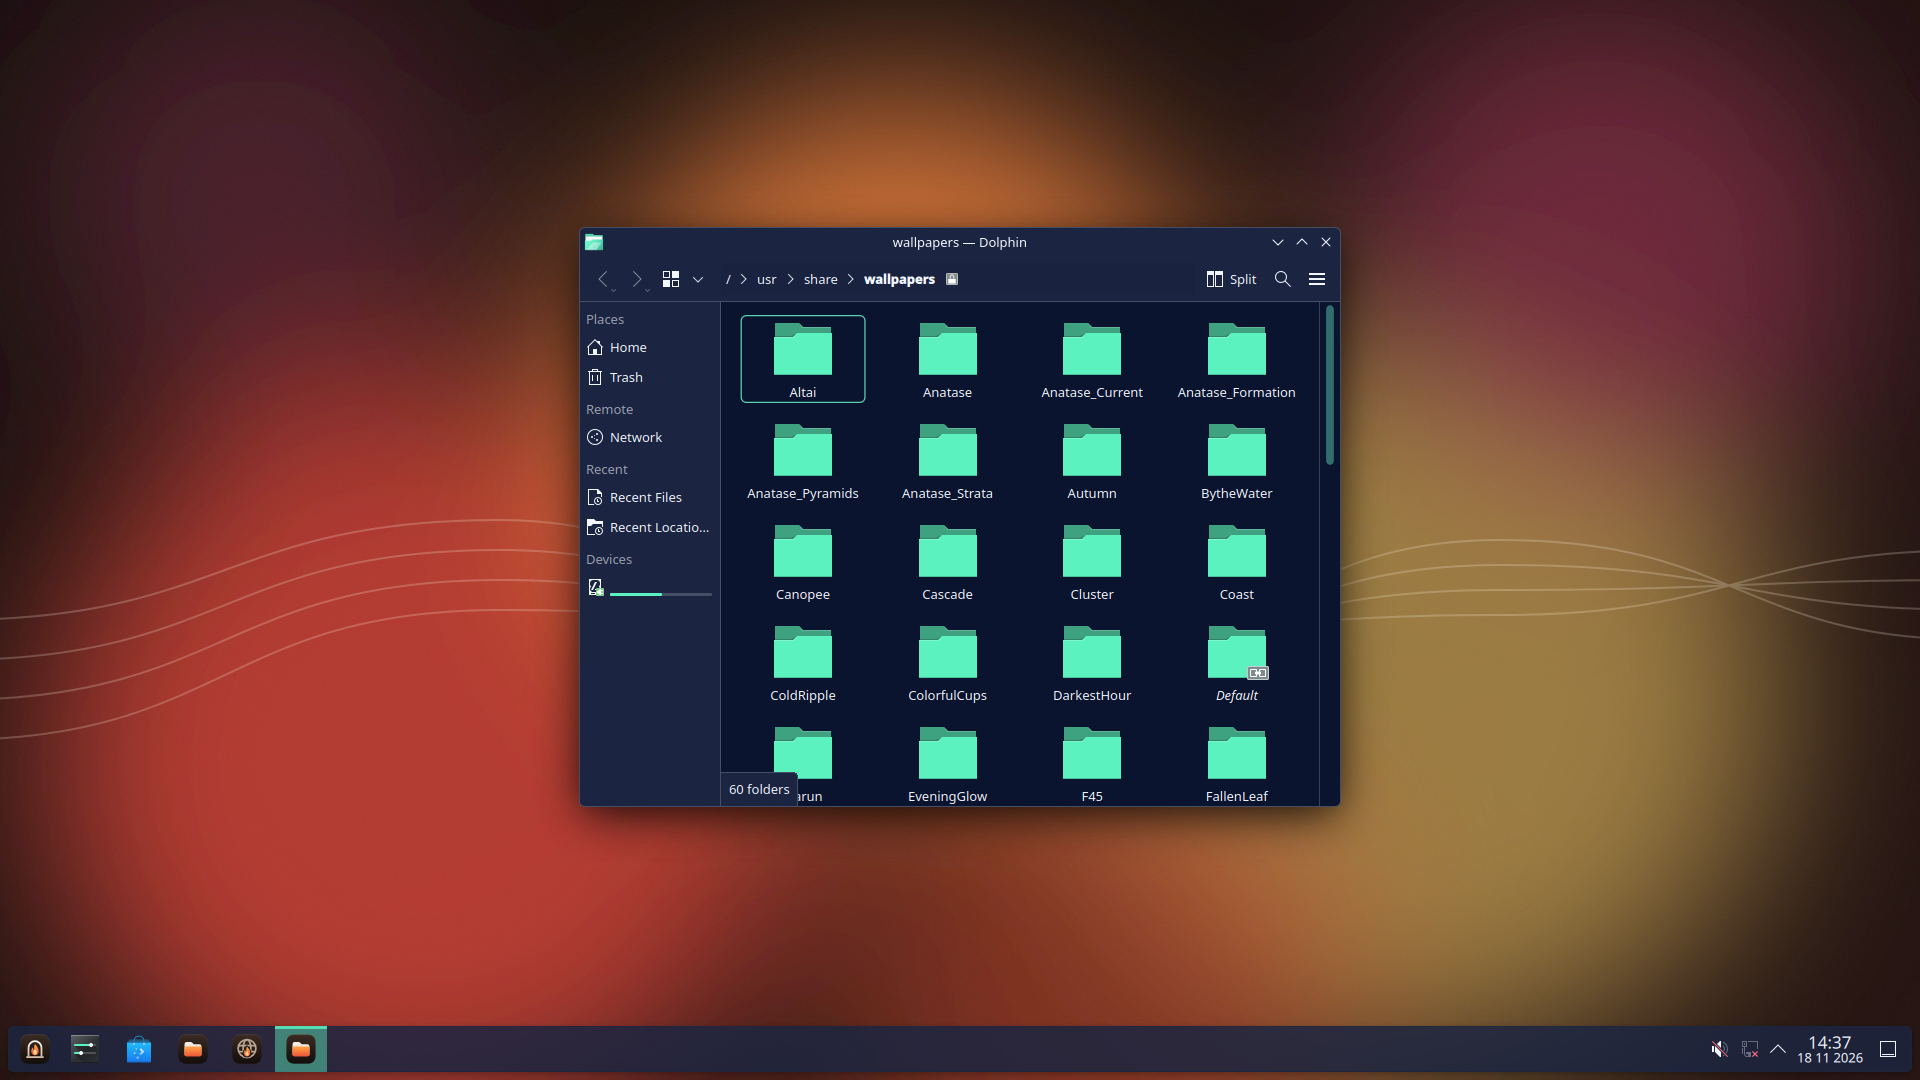 wallpapers — Dolphin
/ usr share wallpapers Split
Places
Home
Trash
Remote
Network
Recent
Recent Files
Recent Locatio...
Devices
Altai Anatase Anatase_Current Anatase_Formation
Anatase_Pyramids Anatase_Strata Autumn BytheWater
Canopee Cascade Cluster Coast
ColdRipple ColorfulCups DarkestHour Default
arun EveningGlow F45 FallenLeaf
60 folders
14:37
18 11 2026